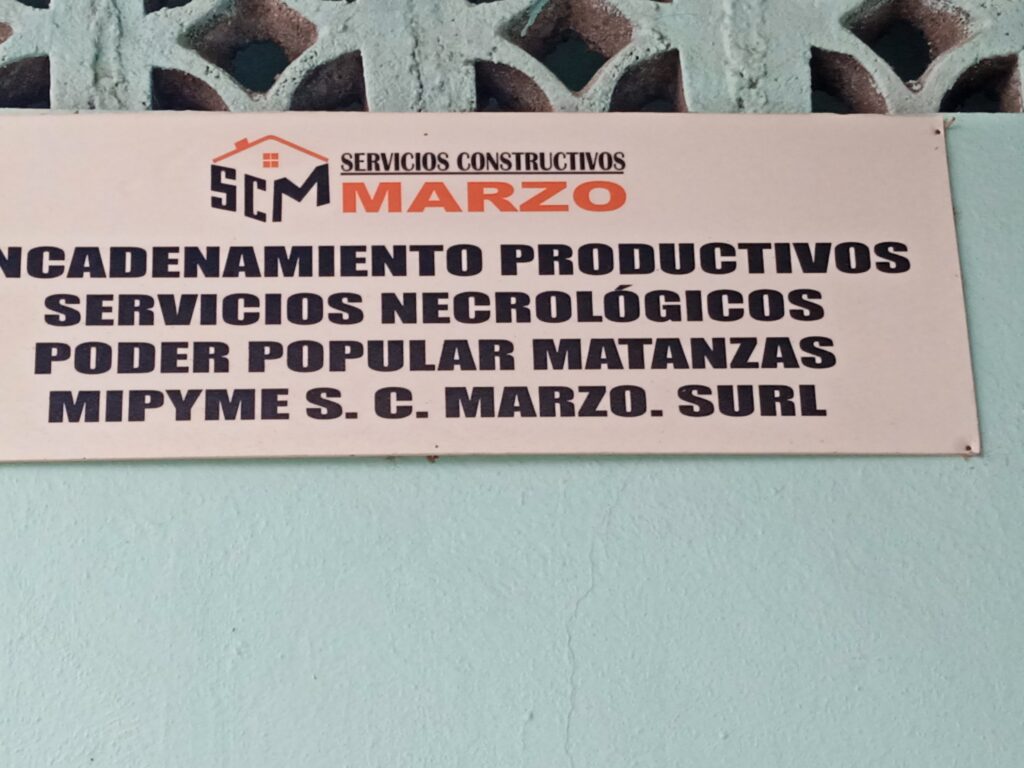 SCM
SERVICIOS CONSTRUCTIVOS
MARZO
NCADENAMIENTO PRODUCTIVOS
SERVICIOS NECROLÓGICOS
PODER POPULAR MATANZAS
MIPYME S. C. MARZO. SURL